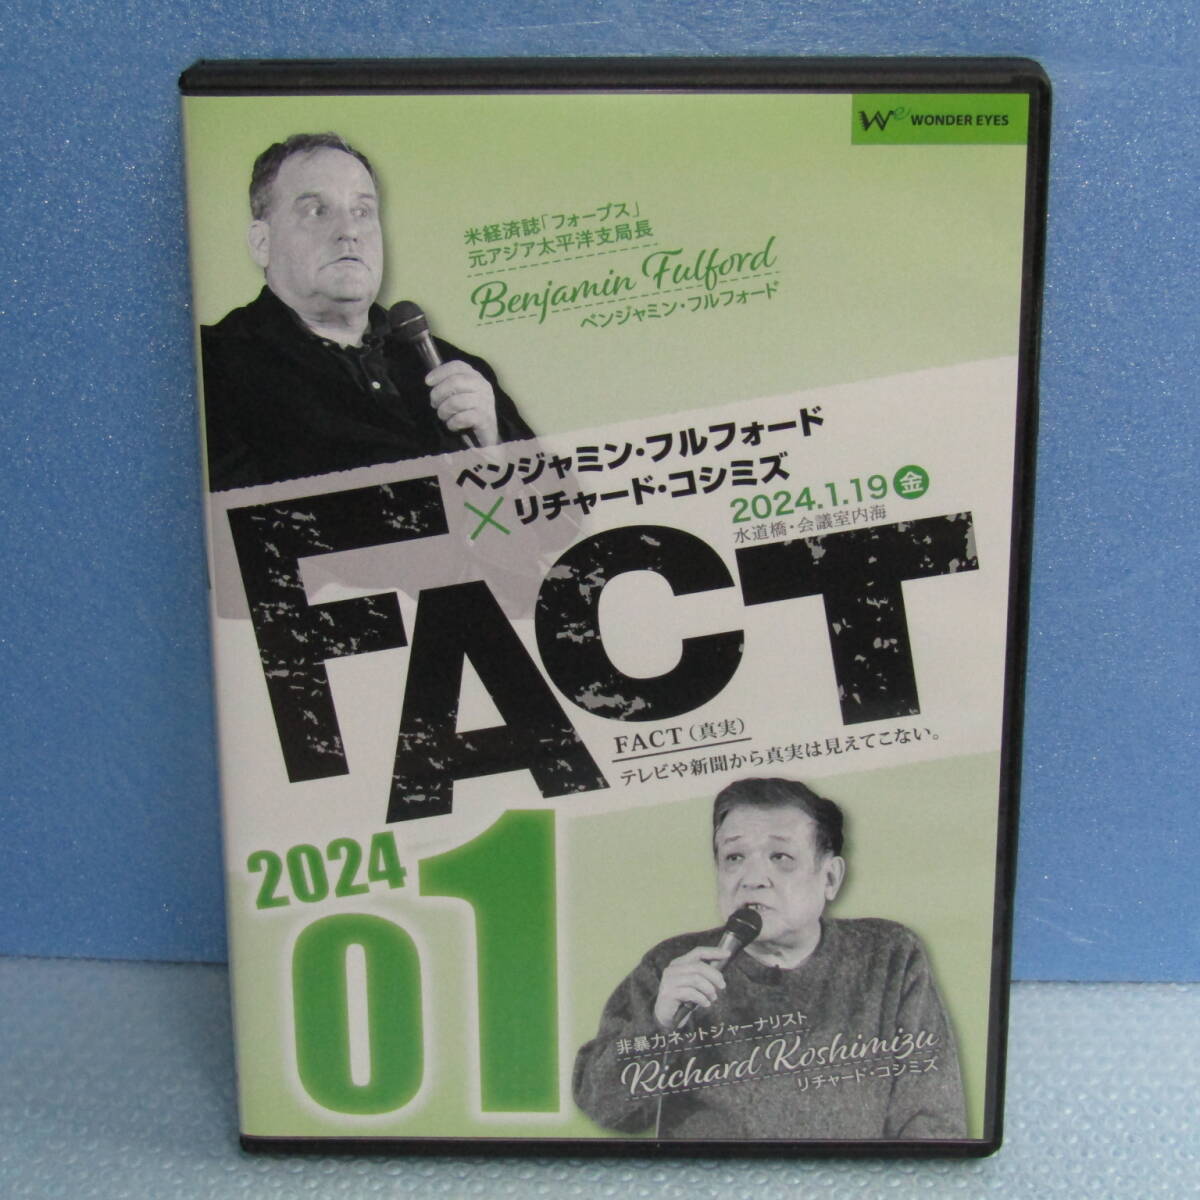 We WONDER EYES
米経済誌「フォーブス」
元アジア太平洋支局長
Benjamin Fulford
ベンジャミン・フルフォード
ベンジャミン・フルフォード
×リチャード・コシミズ
2024.1.19 金
水道橋・会議室内海
FACT
FACT（真実）
テレビや新聞から真実は見えてこない。
2024
01
非暴力ネットジャーナリスト
Richard Koshimizu
リチャード・コシミズ